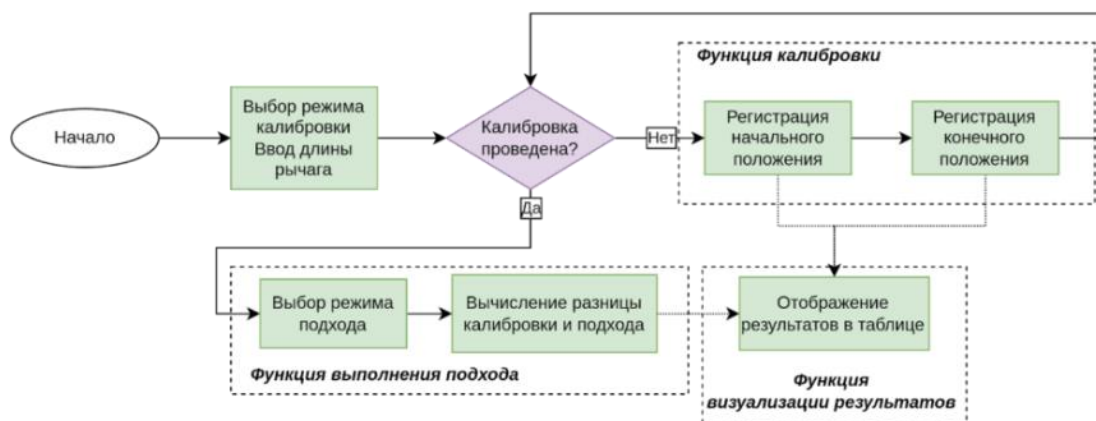 Функция калибровки
Начало
Выбор режима
калибровки
Ввод длины
рычага
Калибровка
проведена?
Нет
Регистрация
начального
положения
Регистрация
конечного
положения
Да
Выбор режима
подхода
Вычисление разницы
калибровки и подхода
Отображение
результатов в таблице
Функция выполнения подхода
Функция
визуализации результатов